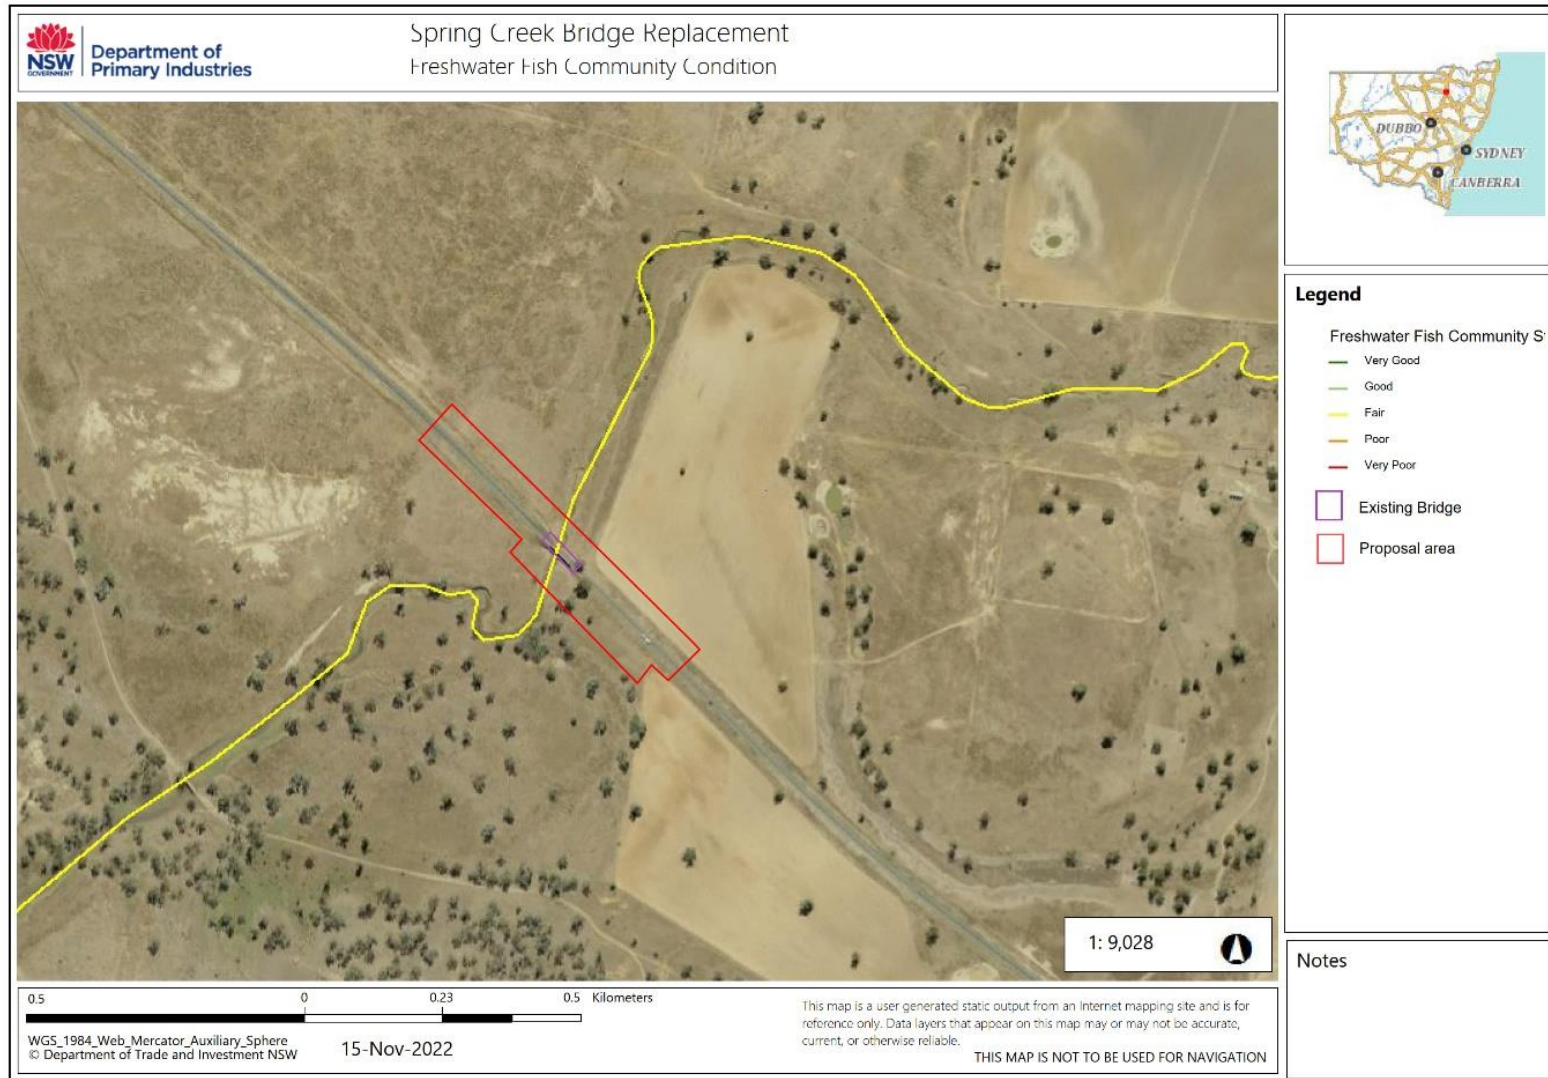 NSW
GOVERNMENT
Department of
Primary Industries
Spring Creek Bridge Replacement
Freshwater Fish Community Condition
DUBBO
SYDNEY
CANBERRA
Legend
Freshwater Fish Community S
Very Good
Good
Fair
Poor
Very Poor
Existing Bridge
Proposal area
1: 9,028
Notes
0.5 0 0.23 0.5 Kilometers
WGS_1984_Web_Mercator_Auxiliary_Sphere
© Department of Trade and Investment NSW
15-Nov-2022
This map is a user generated static output from an Internet mapping site and is for
reference only. Data layers that appear on this map may or may not be accurate,
current, or otherwise reliable.
THIS MAP IS NOT TO BE USED FOR NAVIGATION